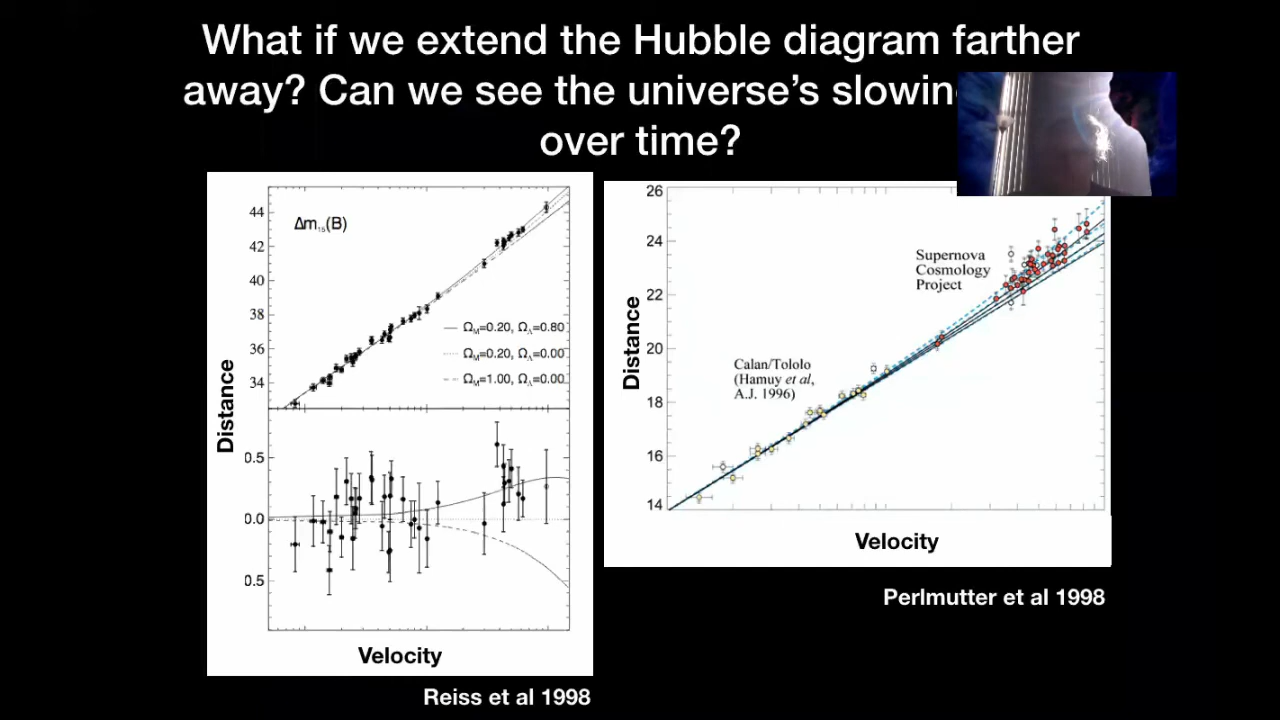 What if we extend the Hubble diagram farther
away? Can we see the universe's slowin
over time?
Δm₁₅(B)
44
42
40
38
36
34
Ωₘ=0.20, Ω_Λ=0.80
Ωₘ=0.20, Ω_Λ=0.00
Ωₘ=1.00, Ω_Λ=0.00
Distance
0.5
0.0
0.5
Velocity
Reiss et al 1998
26
24
22
20
18
16
14
Distance
Supernova
Cosmology
Project
Calan/Tololo
(Hamuy et al,
A.J. 1996)
Velocity
Perlmutter et al 1998